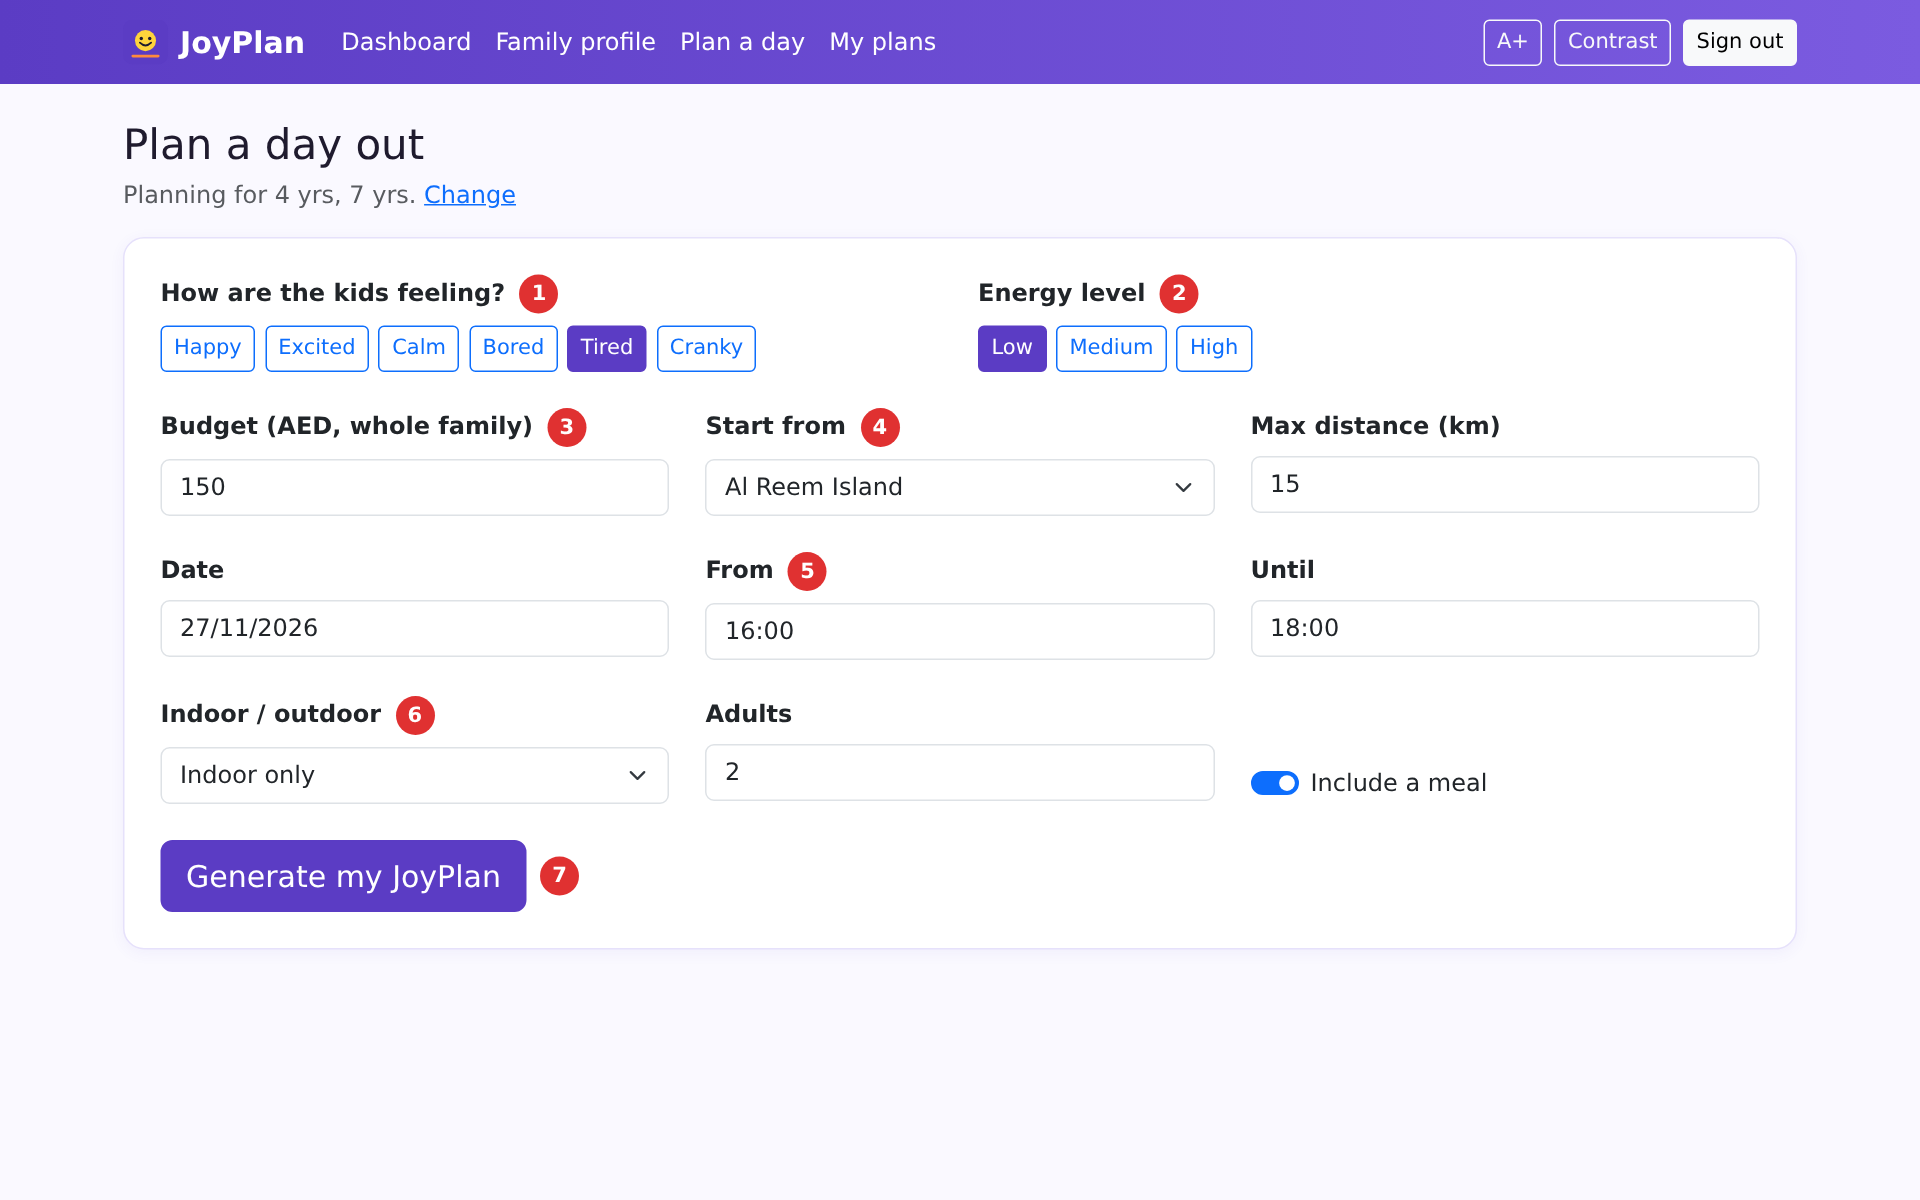 JoyPlan Dashboard Family profile Plan a day My plans A+ Contrast Sign out
Plan a day out
Planning for 4 yrs, 7 yrs. Change
How are the kids feeling? 1 Energy level 2
Happy Excited Calm Bored Tired Cranky Low Medium High
Budget (AED, whole family) 3 Start from 4 Max distance (km)
150 Al Reem Island 15
Date From 5 Until
27/11/2026 16:00 18:00
Indoor / outdoor 6 Adults
Indoor only 2 Include a meal
Generate my JoyPlan 7